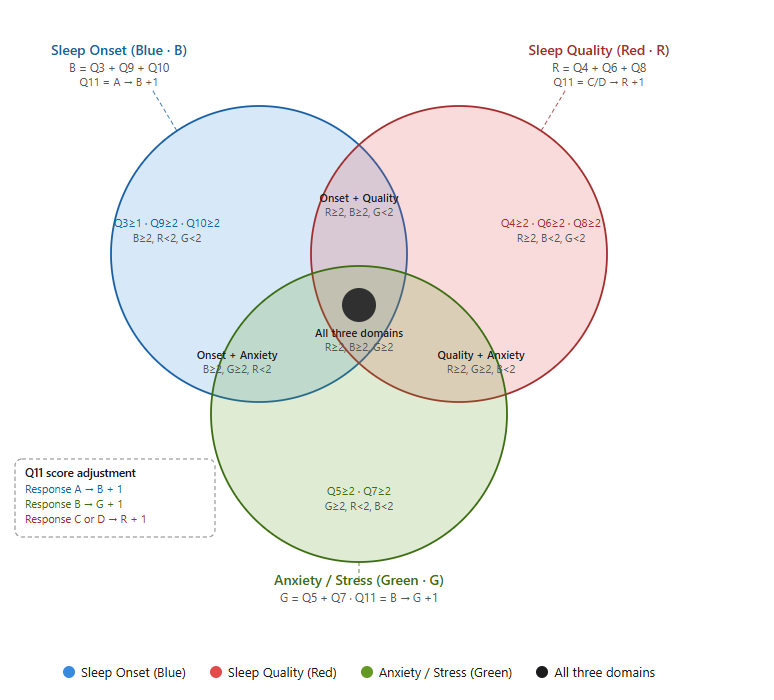 Sleep Onset (Blue · B)
B = Q3 + Q9 + Q10
Q11 = A → B +1
Sleep Quality (Red · R)
R = Q4 + Q6 + Q8
Q11 = C/D → R +1
Onset + Quality
R≥2, B≥2, G<2
Q3≥1 · Q9≥2 · Q10≥2
B≥2, R<2, G<2
Q4≥2 · Q6≥2 · Q8≥2
R≥2, B<2, G<2
All three domains
R≥2, B≥2, G≥2
Onset + Anxiety
B≥2, G≥2, R<2
Quality + Anxiety
R≥2, G≥2, B<2
Q11 score adjustment
Response A → B + 1
Response B → G + 1
Response C or D → R + 1
Q5≥2 · Q7≥2
G≥2, R<2, B<2
Anxiety / Stress (Green · G)
G = Q5 + Q7 · Q11 = B → G +1
Sleep Onset (Blue)
Sleep Quality (Red)
Anxiety / Stress (Green)
All three domains